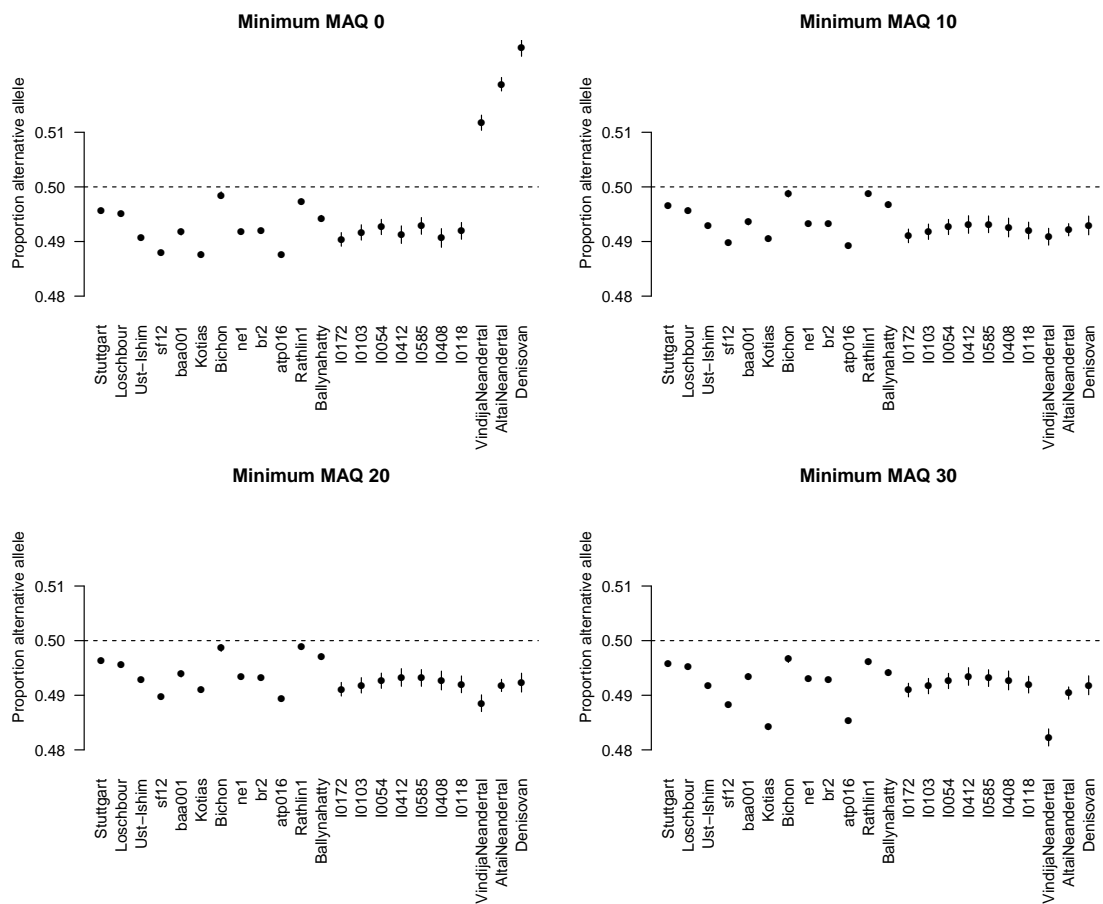 Minimum MAQ 0
Proportion alternative allele
0.51
0.50
0.49
0.48
Stuttgart
Loschbour
Ust−Ishim
sf12
baa001
Kotias
Bichon
ne1
br2
atp016
Rathlin1
Ballynahatty
I0172
I0103
I0054
I0412
I0585
I0408
I0118
VindijaNeandertal
AltaiNeandertal
Denisovan
Minimum MAQ 10
Proportion alternative allele
0.51
0.50
0.49
0.48
Stuttgart
Loschbour
Ust−Ishim
sf12
baa001
Kotias
Bichon
ne1
br2
atp016
Rathlin1
Ballynahatty
I0172
I0103
I0054
I0412
I0585
I0408
I0118
VindijaNeandertal
AltaiNeandertal
Denisovan
Minimum MAQ 20
Proportion alternative allele
0.51
0.50
0.49
0.48
Stuttgart
Loschbour
Ust−Ishim
sf12
baa001
Kotias
Bichon
ne1
br2
atp016
Rathlin1
Ballynahatty
I0172
I0103
I0054
I0412
I0585
I0408
I0118
VindijaNeandertal
AltaiNeandertal
Denisovan
Minimum MAQ 30
Proportion alternative allele
0.51
0.50
0.49
0.48
Stuttgart
Loschbour
Ust−Ishim
sf12
baa001
Kotias
Bichon
ne1
br2
atp016
Rathlin1
Ballynahatty
I0172
I0103
I0054
I0412
I0585
I0408
I0118
VindijaNeandertal
AltaiNeandertal
Denisovan